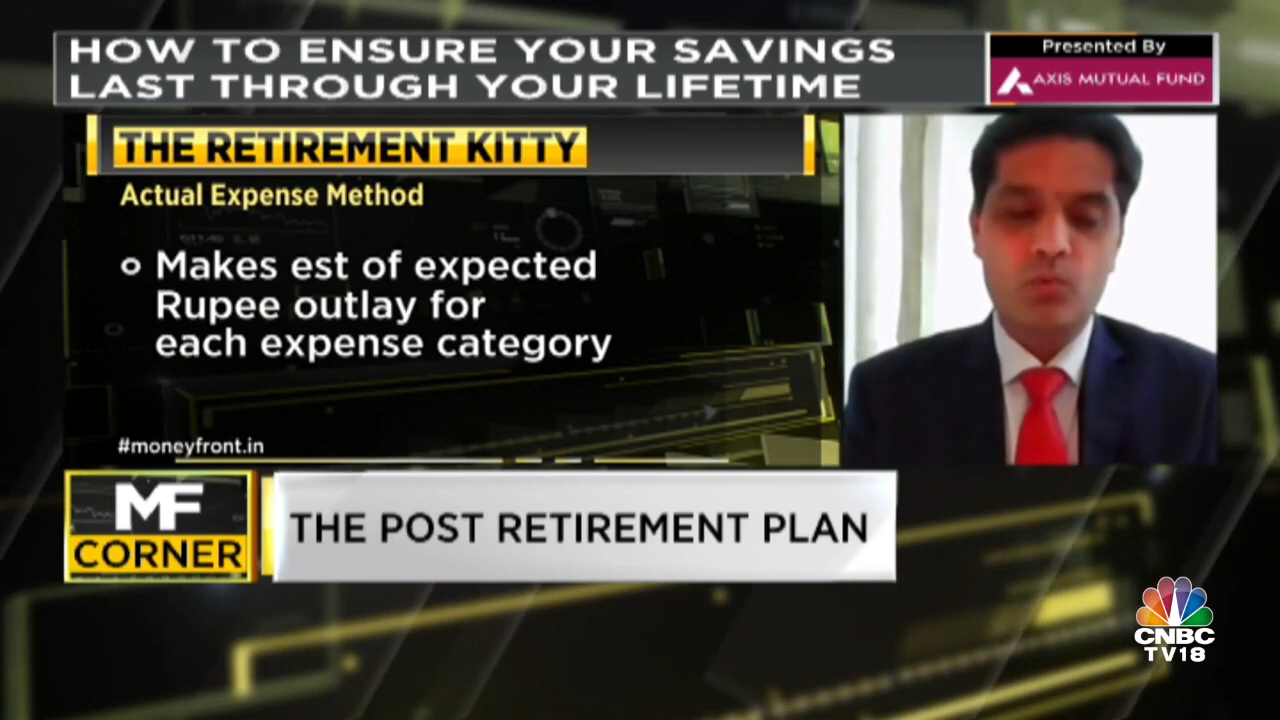 HOW TO ENSURE YOUR SAVINGS
LAST THROUGH YOUR LIFETIME
Presented By
AXIS MUTUAL FUND
THE RETIREMENT KITTY
Actual Expense Method
Makes est of expected
Rupee outlay for
each expense category
#moneyfront.in
MF
CORNER
THE POST RETIREMENT PLAN
CNBC
TV18